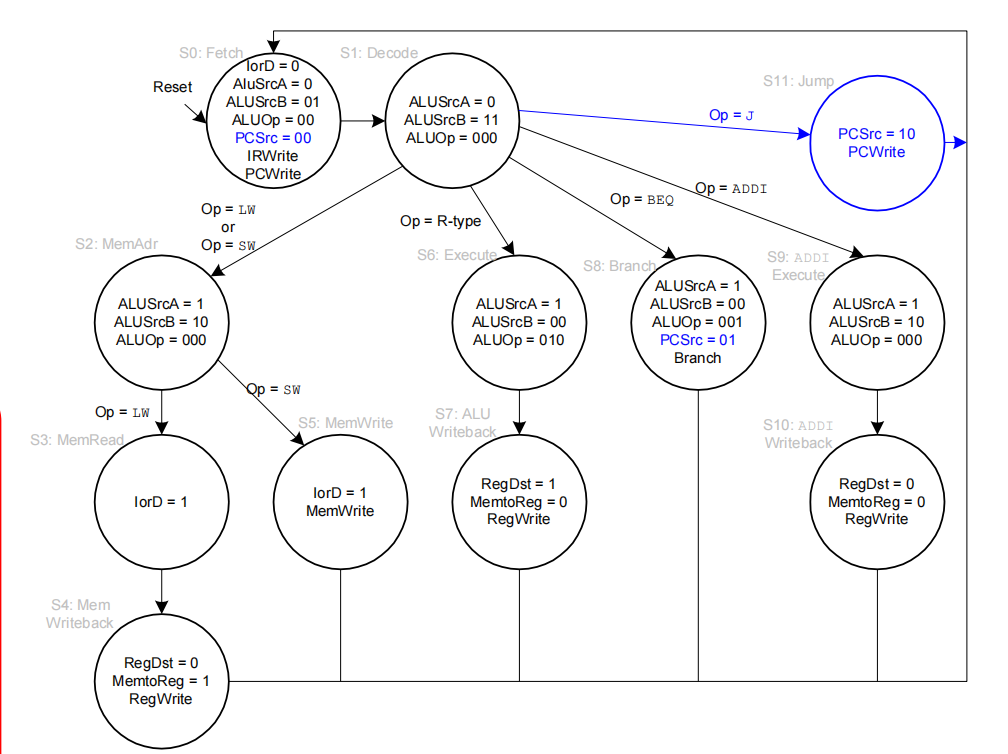 S0: Fetch
S1: Decode
S11: Jump
Reset
IorD = 0
AluSrcA = 0
ALUSrcB = 01
ALUOp = 00
PCSrc = 00
IRWrite
PCWrite
ALUSrcA = 0
ALUSrcB = 11
ALUOp = 000
Op = J
PCSrc = 10
PCWrite
Op = LW
or
Op = SW
Op = R-type
Op = BEQ
Op = ADDI
S2: MemAdr
S6: Execute
S8: Branch
S9: ADDI
Execute
ALUSrcA = 1
ALUSrcB = 10
ALUOp = 000
ALUSrcA = 1
ALUSrcB = 00
ALUOp = 010
ALUSrcA = 1
ALUSrcB = 00
ALUOp = 001
PCSrc = 01
Branch
ALUSrcA = 1
ALUSrcB = 10
ALUOp = 000
Op = LW
Op = SW
S3: MemRead
S5: MemWrite
S7: ALU
Writeback
S10: ADDI
Writeback
IorD = 1
IorD = 1
MemWrite
RegDst = 1
MemtoReg = 0
RegWrite
RegDst = 0
MemtoReg = 0
RegWrite
S4: Mem
Writeback
RegDst = 0
MemtoReg = 1
RegWrite